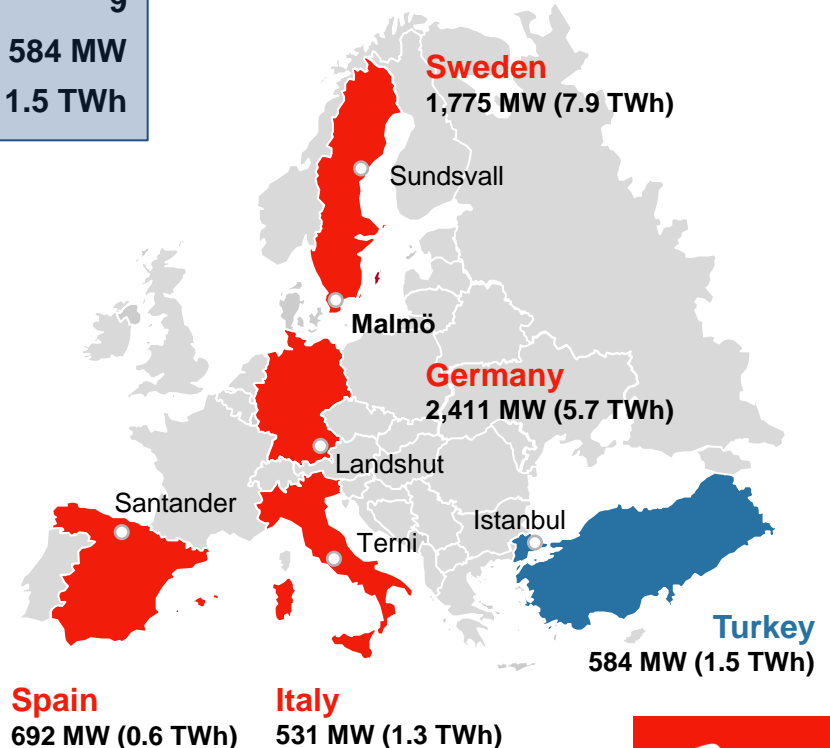 9
584 MW
1.5 TWh
Sweden
1,775 MW (7.9 TWh)
Sundsvall
Malmö
Germany
2,411 MW (5.7 TWh)
Landshut
Santander
Istanbul
Terni
Turkey
584 MW (1.5 TWh)
Spain
692 MW (0.6 TWh)
Italy
531 MW (1.3 TWh)